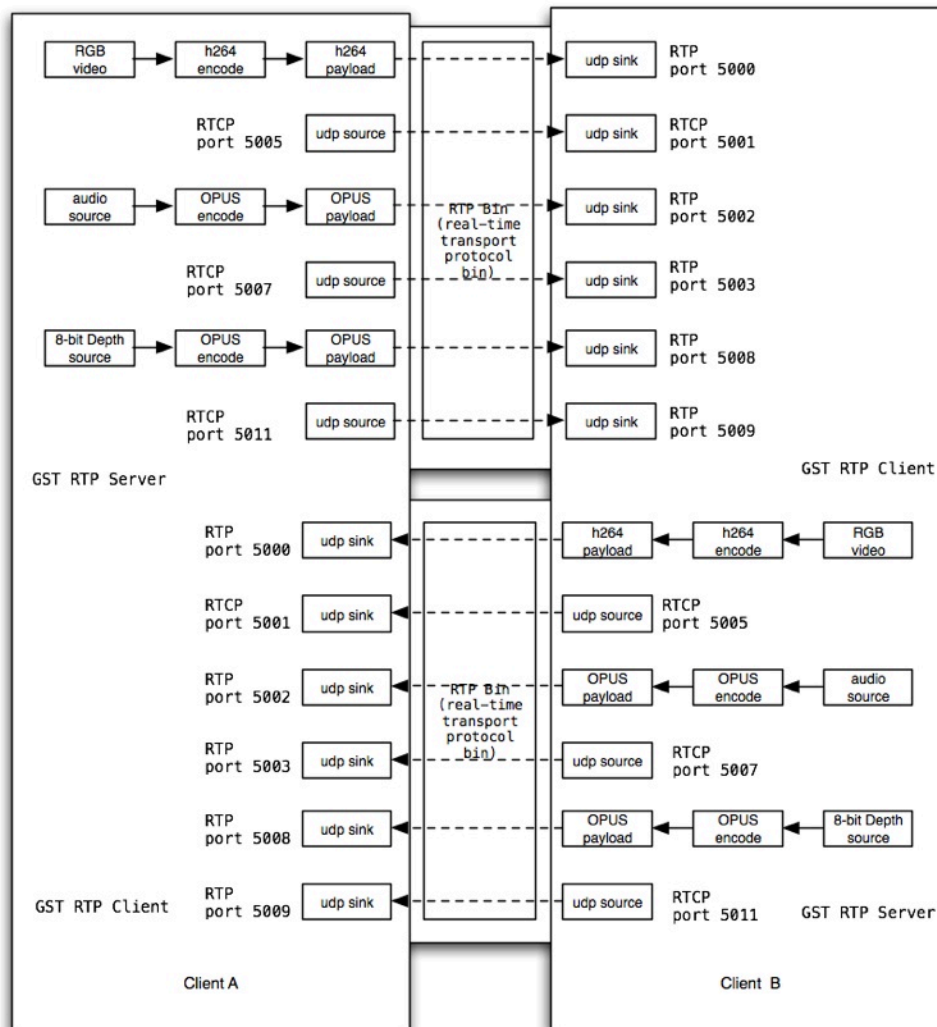 RGB
video
h264
encode
h264
payload
udp sink
RTP
port 5000
RTCP
port 5005
udp source
udp sink
RTCP
port 5001
audio
source
OPUS
encode
OPUS
payload
udp sink
RTP
port 5002
RTP Bin
(real-time
transport
protocol
bin)
RTCP
port 5007
udp source
udp sink
RTP
port 5003
8-bit Depth
source
OPUS
encode
OPUS
payload
udp sink
RTP
port 5008
RTCP
port 5011
udp source
udp sink
RTP
port 5009
GST RTP Server
GST RTP Client
RTP
port 5000
udp sink
h264
payload
h264
encode
RGB
video
RTCP
port 5001
udp sink
udp source
RTCP
port 5005
RTP
port 5002
udp sink
OPUS
payload
OPUS
encode
audio
source
RTP Bin
(real-time
transport
protocol
bin)
RTP
port 5003
udp sink
udp source
RTCP
port 5007
RTP
port 5008
udp sink
OPUS
payload
OPUS
encode
8-bit Depth
source
RTP
port 5009
udp sink
udp source
RTCP
port 5011
GST RTP Client
GST RTP Server
Client A
Client B